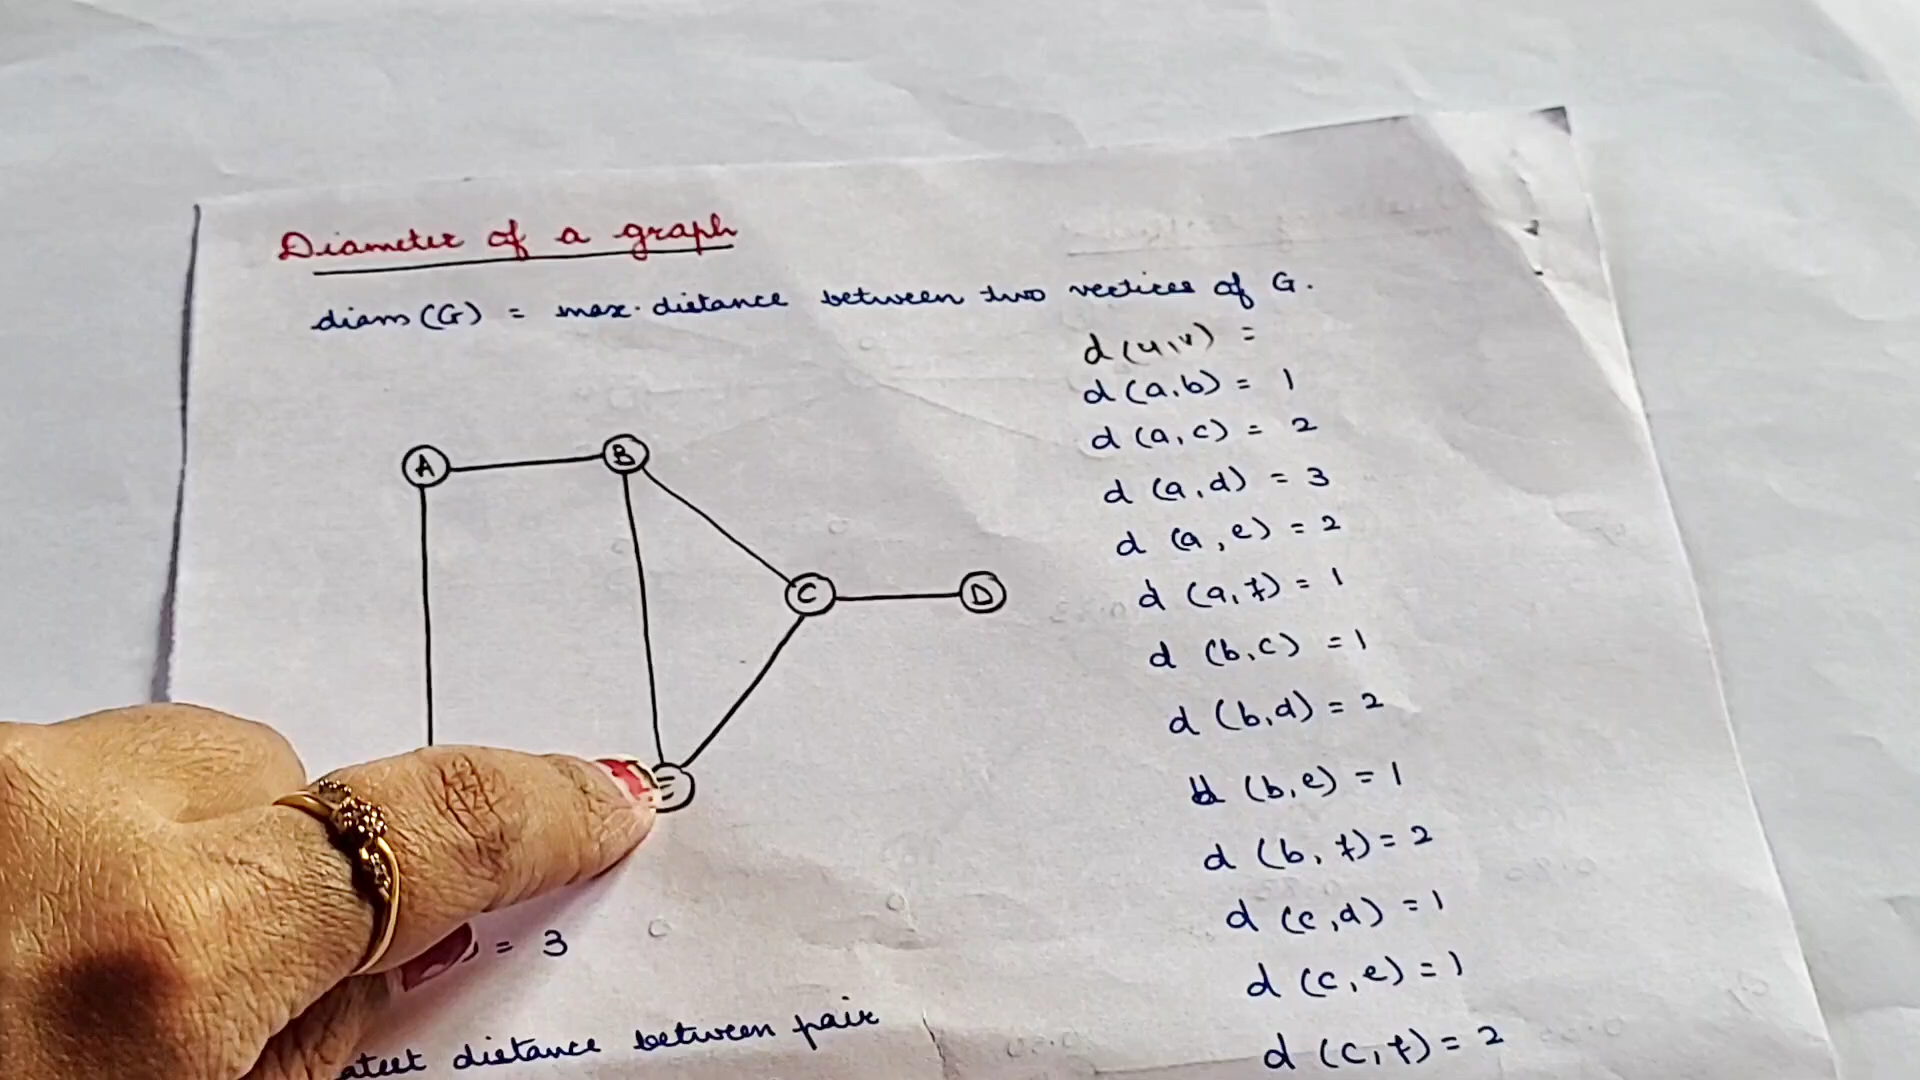 Diameter of a graph
diam (G) = max. distance between two vertices of G.
d (u,v) =
d (a,b) = 1
d (a,c) = 2
d (a,d) = 3
d (a,e) = 2
d (a,f) = 1
d (b,c) = 1
d (b,d) = 2
d (b,e) = 1
d (b,f) = 2
d (c,d) = 1
d (c,e) = 1
d (c,f) = 2
A
B
C
D
E
) = 3
distance between pair